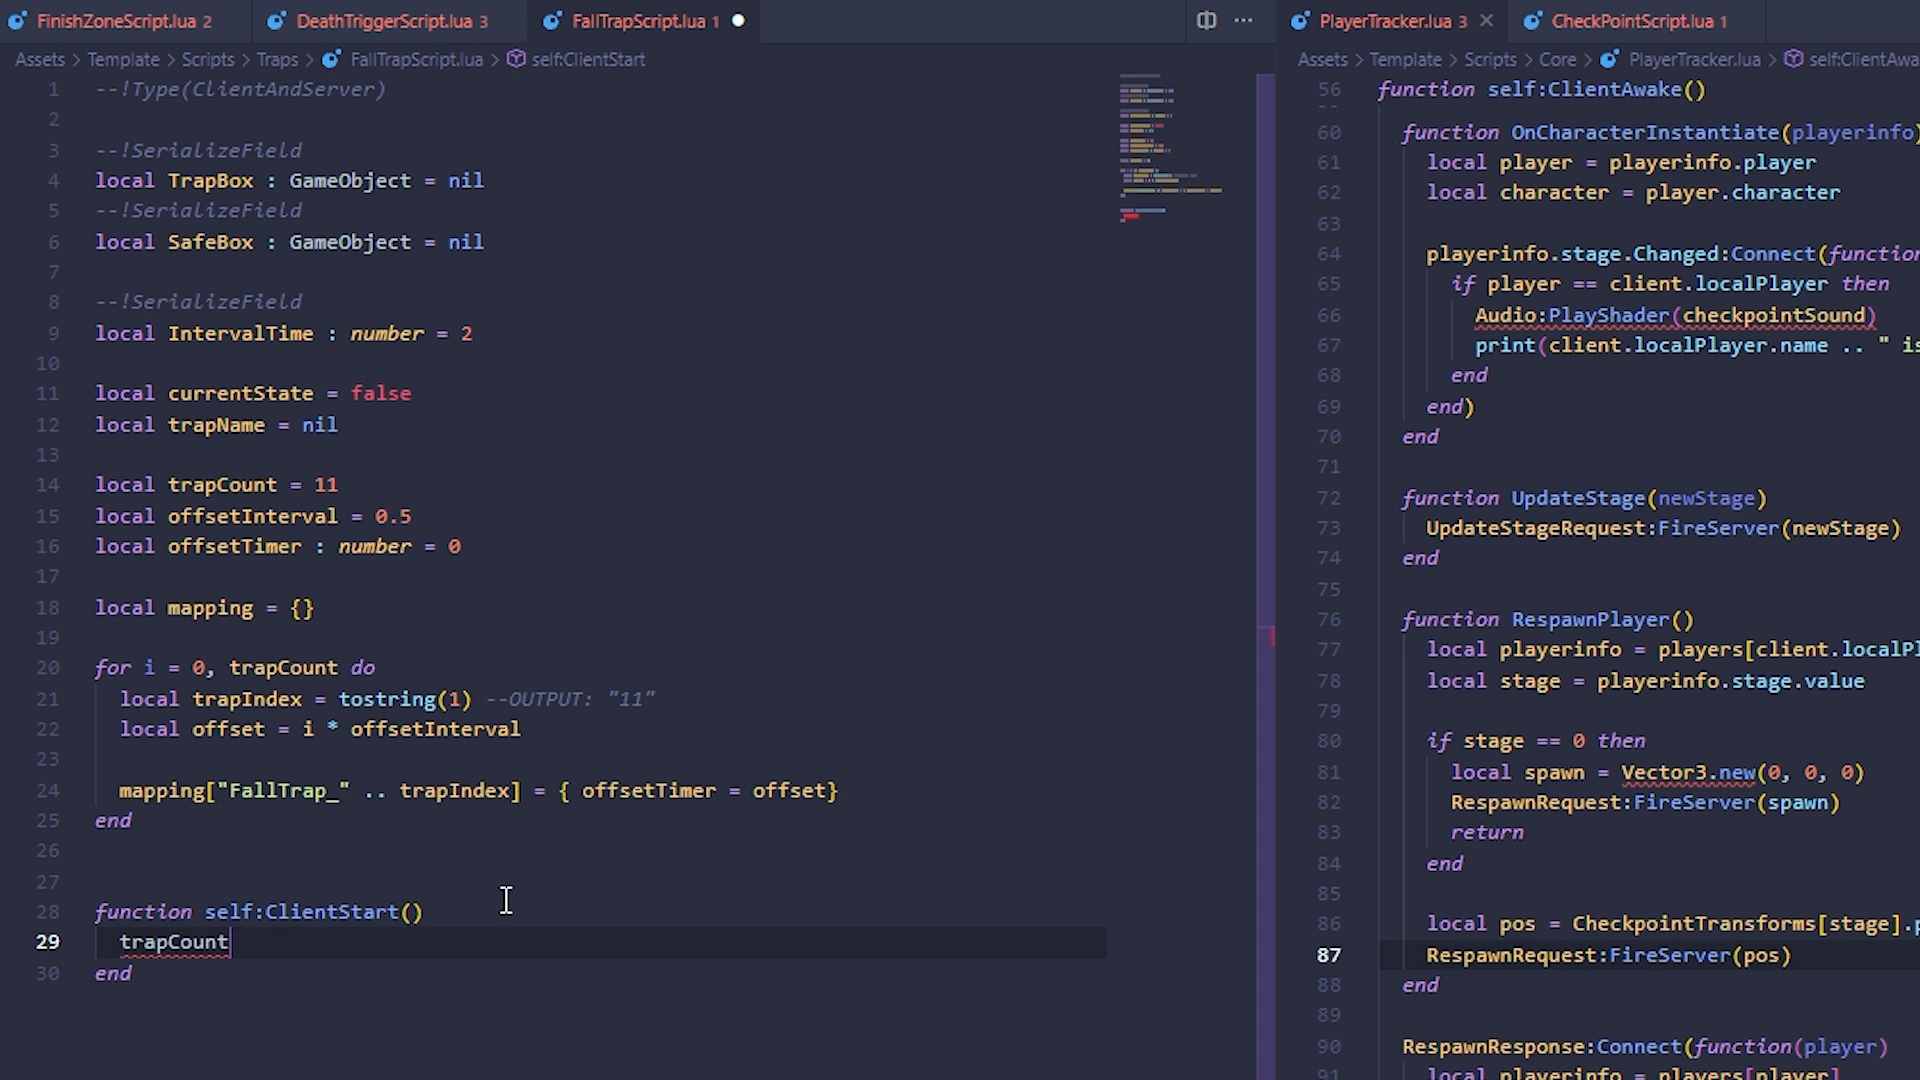 FinishZoneScript.lua 2
DeathTriggerScript.lua 3
FallTrapScript.lua 1
Assets > Template > Scripts > Traps > FallTrapScript.lua > self:ClientStart
1 --!Type(ClientAndServer)
2
3 --!SerializeField
4 local TrapBox : GameObject = nil
5 --!SerializeField
6 local SafeBox : GameObject = nil
7
8 --!SerializeField
9 local IntervalTime : number = 2
10
11 local currentState = false
12 local trapName = nil
13
14 local trapCount = 11
15 local offsetInterval = 0.5
16 local offsetTimer : number = 0
17
18 local mapping = {}
19
20 for i = 0, trapCount do
21 local trapIndex = tostring(1) --OUTPUT: "11"
22 local offset = i * offsetInterval
23
24 mapping["FallTrap_" .. trapIndex] = { offsetTimer = offset}
25 end
26
27
28 function self:ClientStart()
29 trapCount
30 end
PlayerTracker.lua 3
CheckPointScript.lua 1
Assets > Template > Scripts > Core > PlayerTracker.lua > self:ClientAwa
56 function self:ClientAwake()
60 function OnCharacterInstantiate(playerinfo)
61 local player = playerinfo.player
62 local character = player.character
63
64 playerinfo.stage.Changed:Connect(function
65 if player == client.localPlayer then
66 Audio:PlayShader(checkpointSound)
67 print(client.localPlayer.name .. " is
68 end
69 end)
70 end
71
72 function UpdateStage(newStage)
73 UpdateStageRequest:FireServer(newStage)
74 end
75
76 function RespawnPlayer()
77 local playerinfo = players[client.localPl
78 local stage = playerinfo.stage.value
79
80 if stage == 0 then
81 local spawn = Vector3.new(0, 0, 0)
82 RespawnRequest:FireServer(spawn)
83 return
84 end
85
86 local pos = CheckpointTransforms[stage].p
87 RespawnRequest:FireServer(pos)
88 end
89
90 RespawnResponse:Connect(function(player)
91 local playerinfo = players[player]